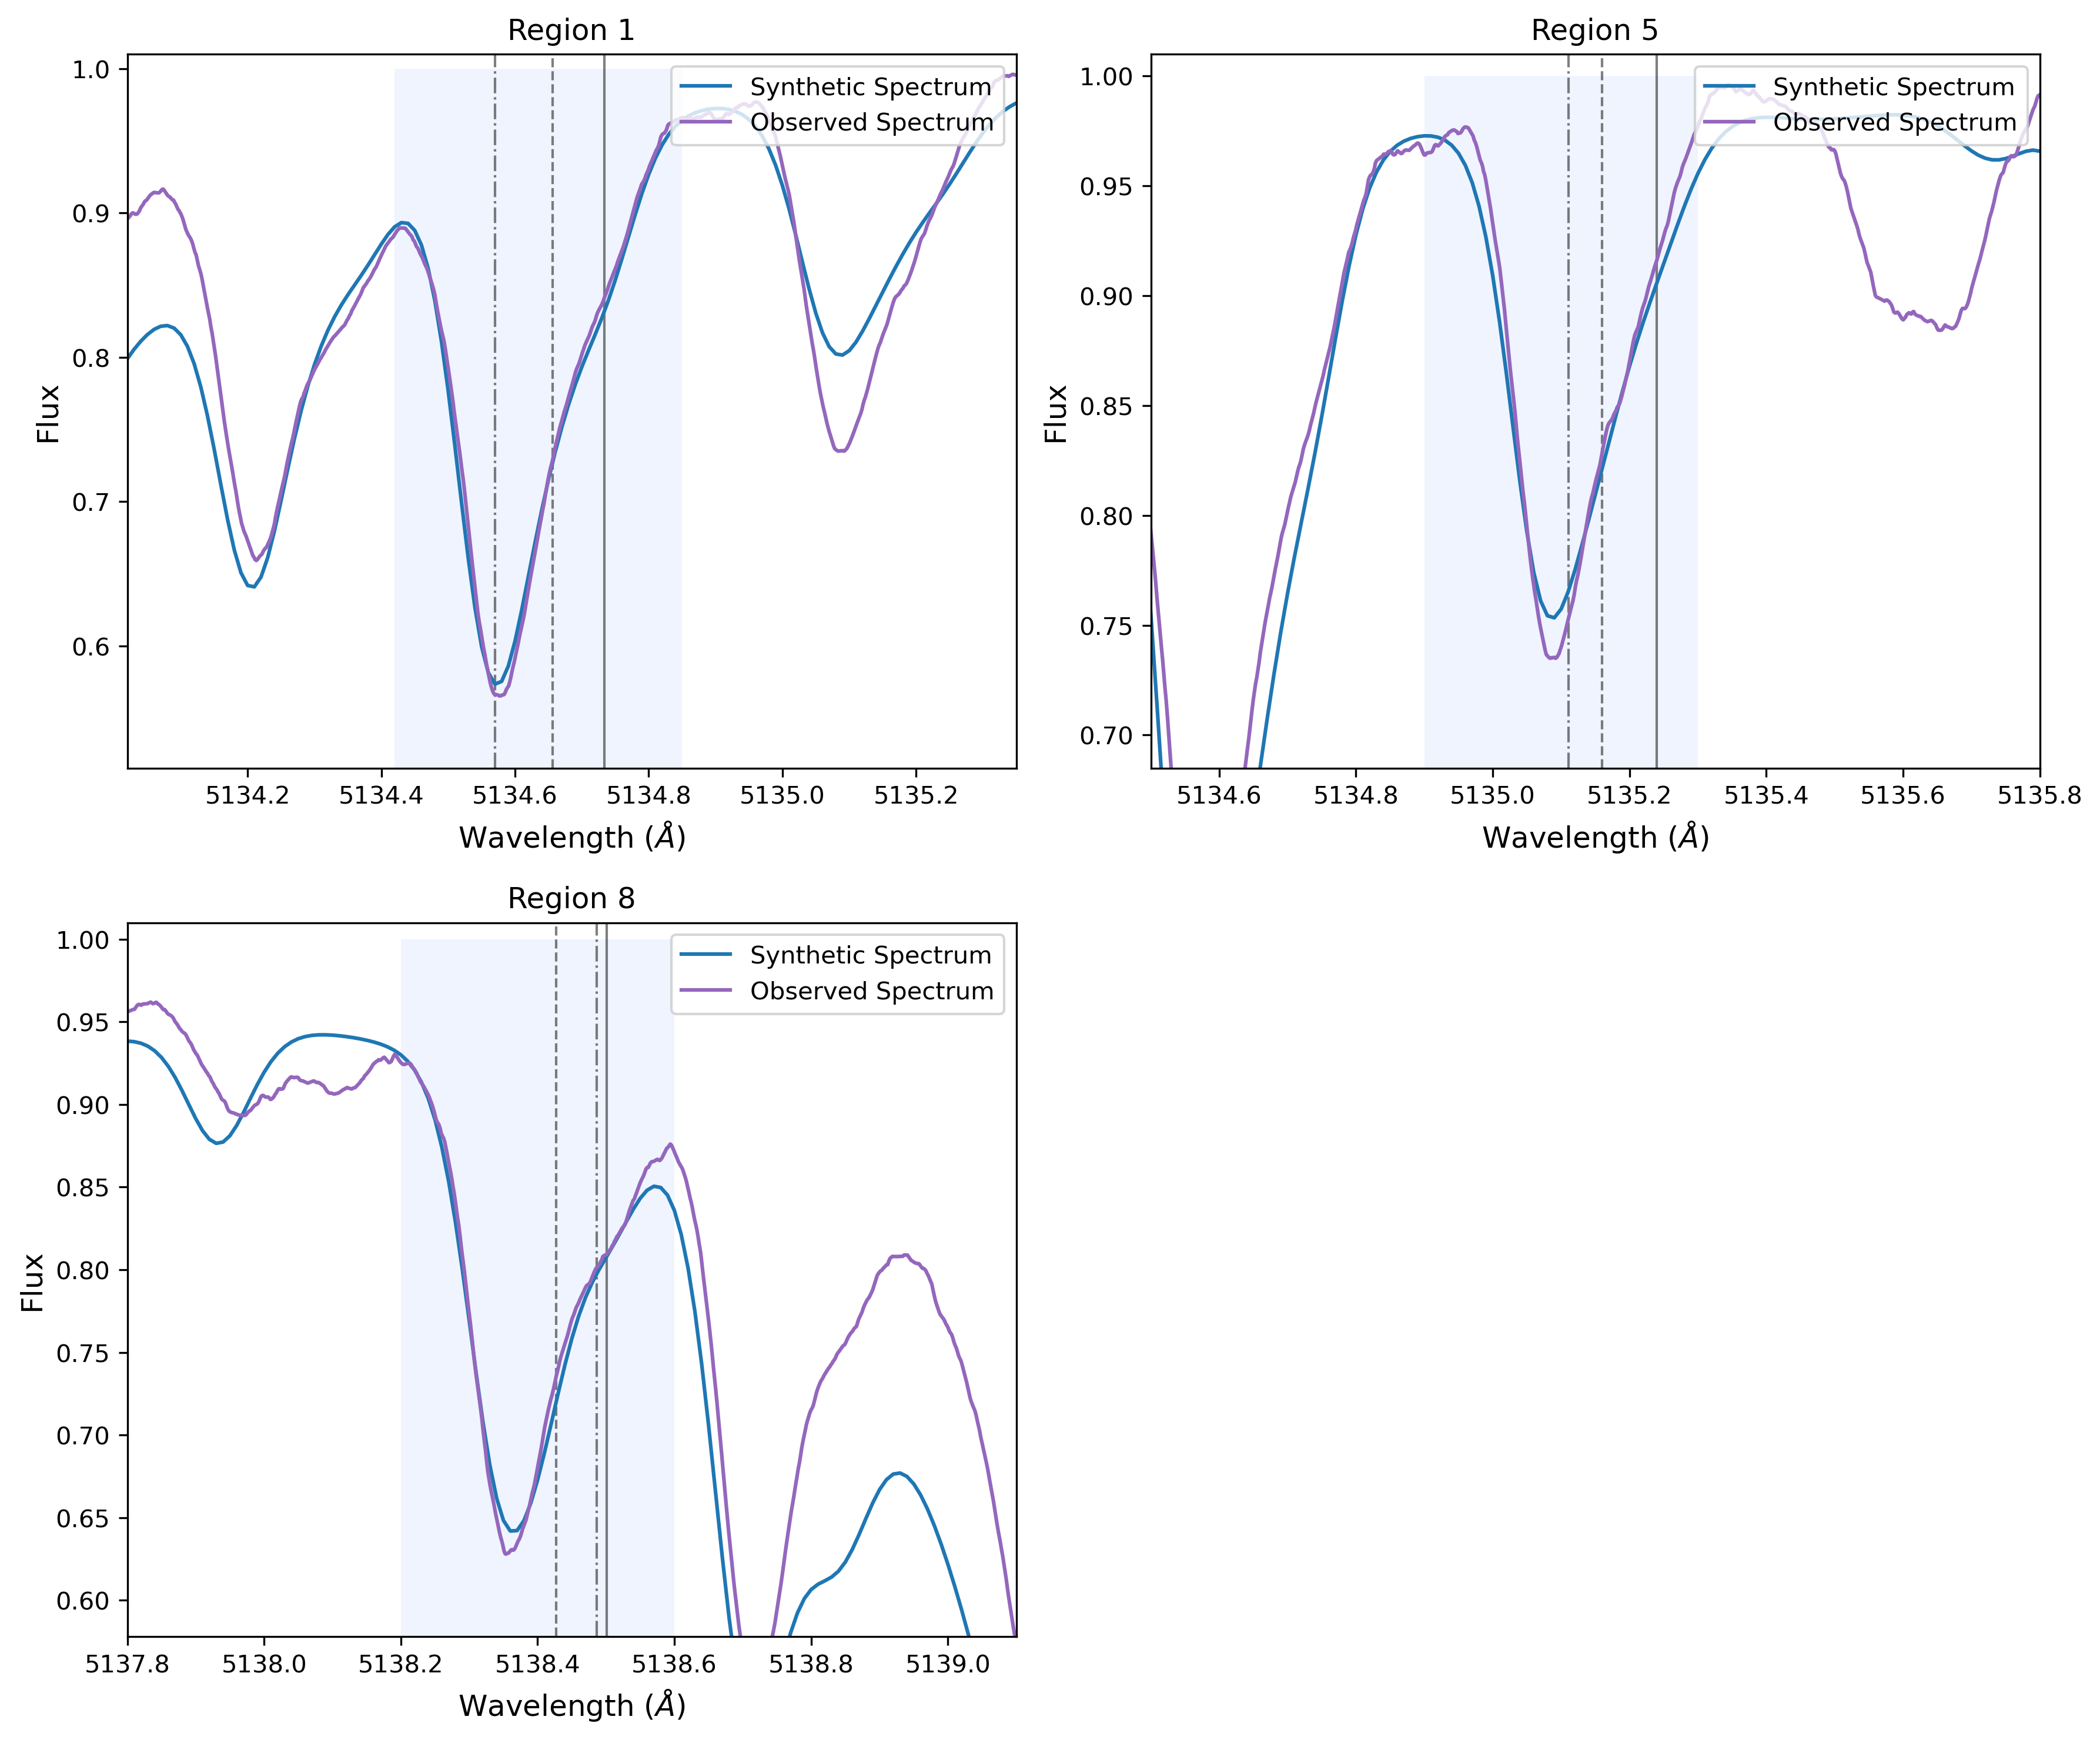 Region 1
1.0
0.9
0.8
0.7
0.6
Flux
Synthetic Spectrum
Observed Spectrum
5134.2 5134.4 5134.6 5134.8 5135.0 5135.2
Wavelength (Å)
Region 5
1.00
0.95
0.90
0.85
0.80
0.75
0.70
Flux
Synthetic Spectrum
Observed Spectrum
5134.6 5134.8 5135.0 5135.2 5135.4 5135.6 5135.8
Wavelength (Å)
Region 8
1.00
0.95
0.90
0.85
0.80
0.75
0.70
0.65
0.60
Flux
Synthetic Spectrum
Observed Spectrum
5137.8 5138.0 5138.2 5138.4 5138.6 5138.8 5139.0
Wavelength (Å)